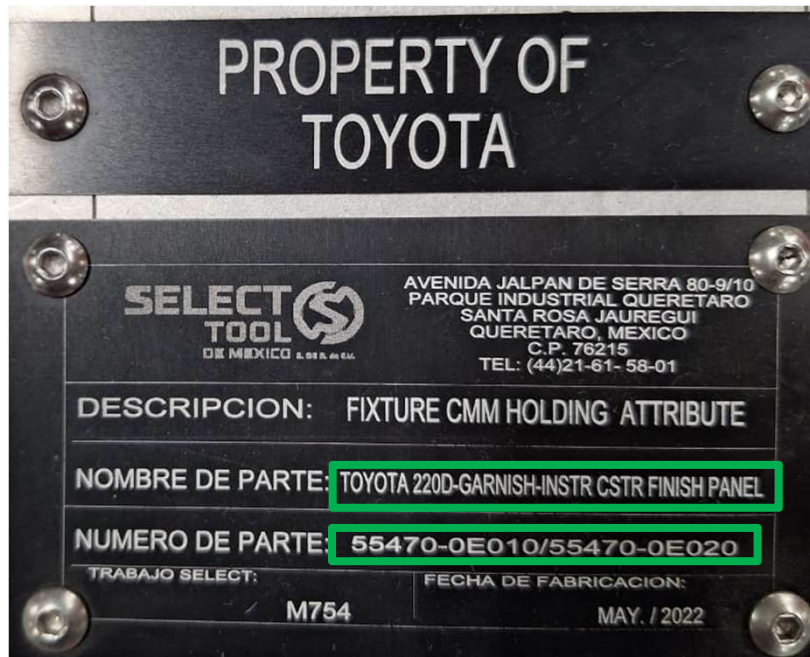 PROPERTY OF
TOYOTA
SELECT
TOOL
DE MEXICO S. DE R. de C.V.
AVENIDA JALPAN DE SERRA 80-9/10
PARQUE INDUSTRIAL QUERETARO
SANTA ROSA JAUREGUI
QUERETARO, MEXICO
C.P. 76215
TEL: (44)21-61- 58-01
DESCRIPCION: FIXTURE CMM HOLDING ATTRIBUTE
NOMBRE DE PARTE: TOYOTA 220D-GARNISH-INSTR CSTR FINISH PANEL
NUMERO DE PARTE: 55470-0E010/55470-0E020
TRABAJO SELECT: FECHA DE FABRICACION:
M754 MAY. / 2022